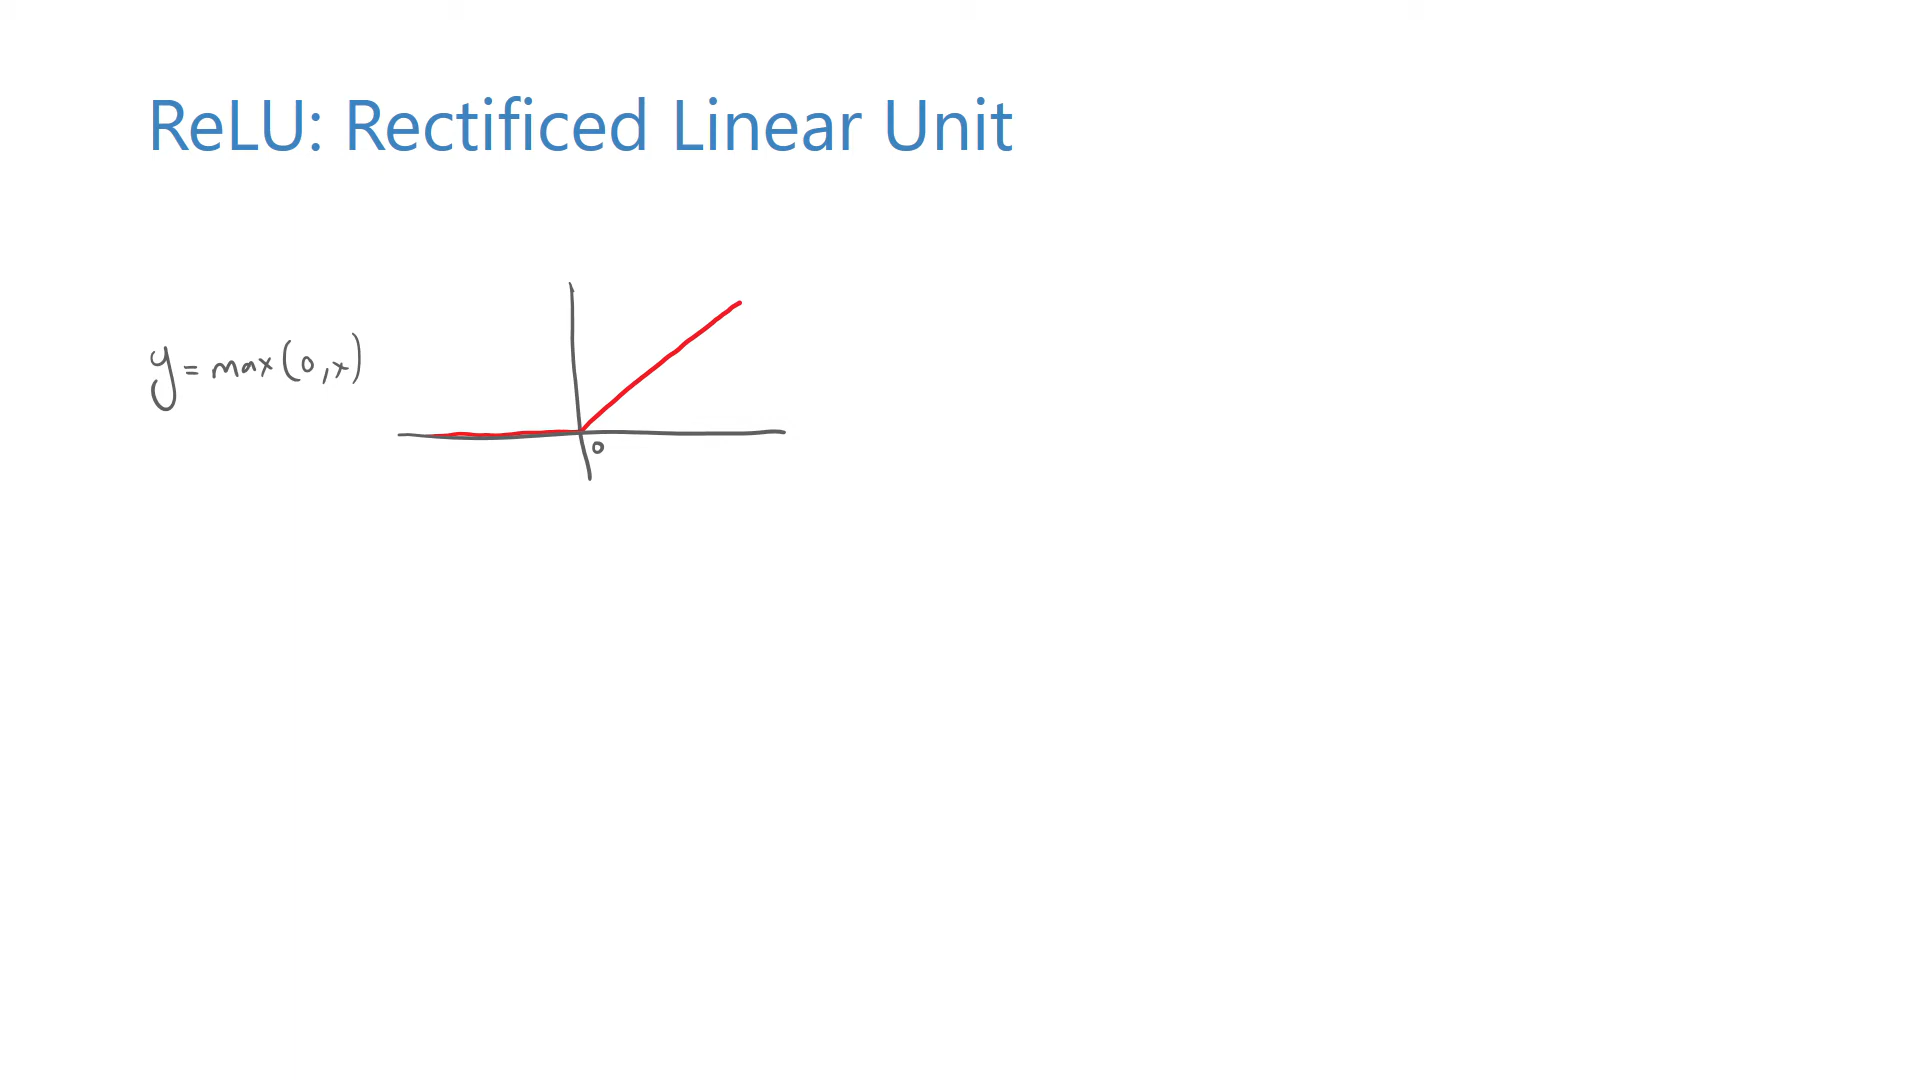 ReLU: Rectificed Linear Unit
y = max(0,x)
0